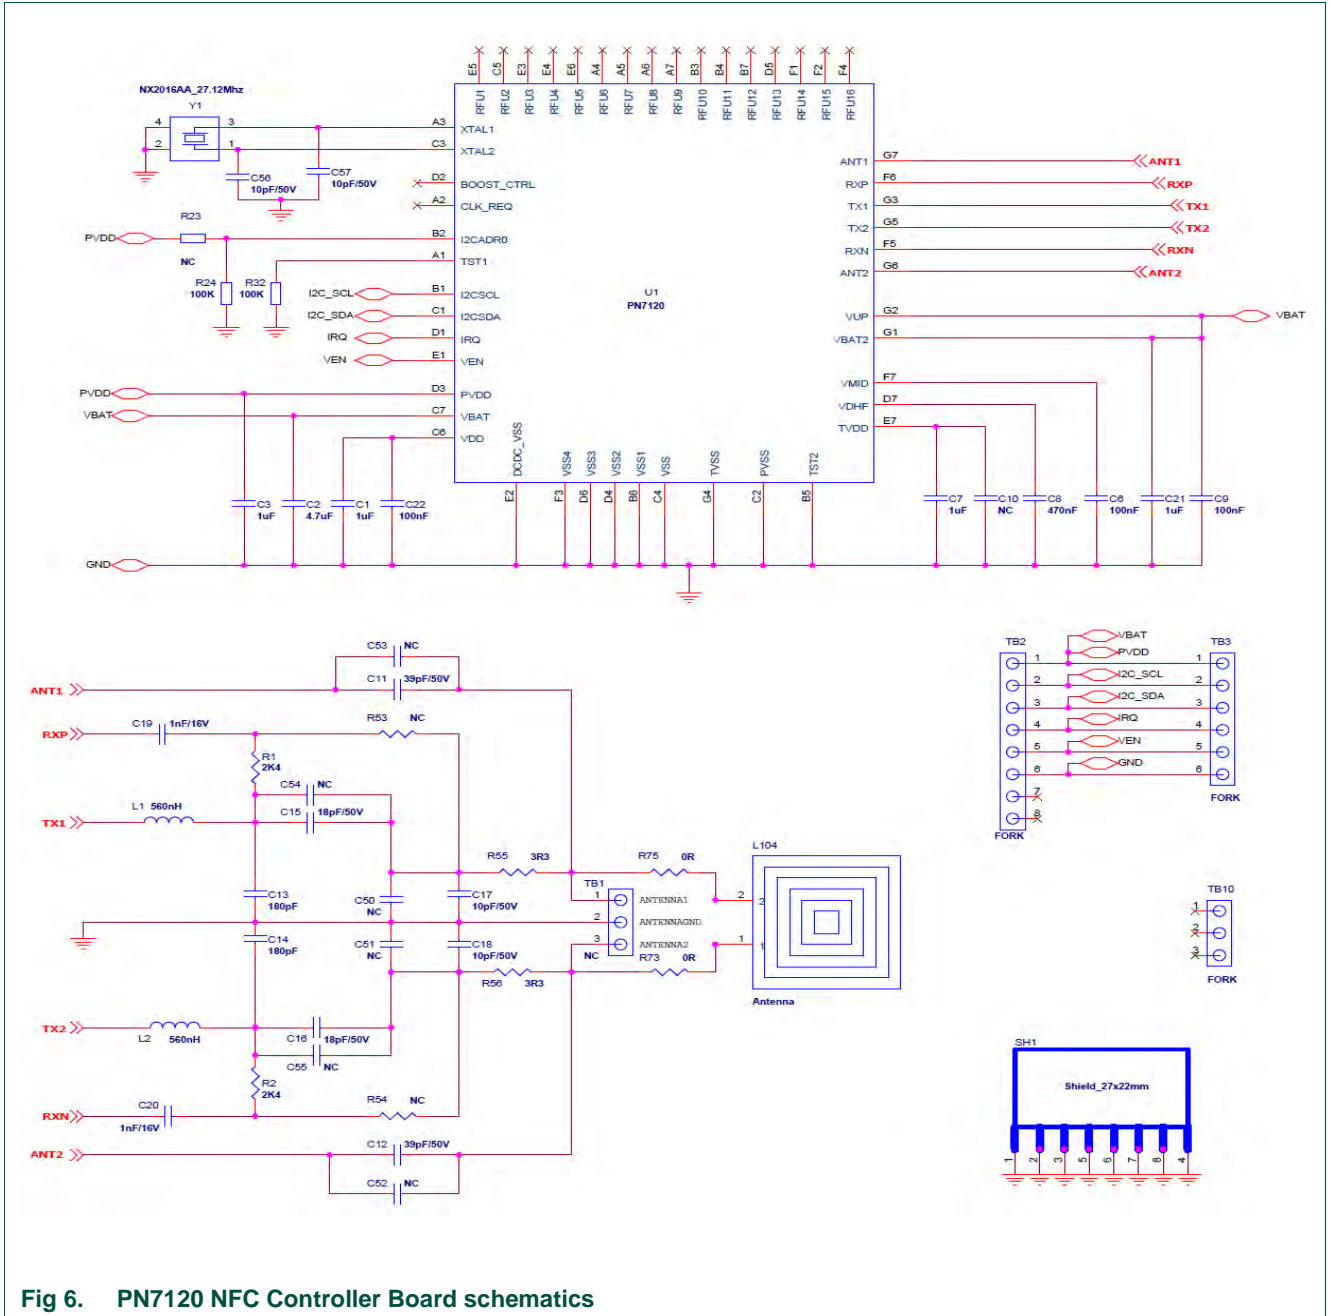 E5 C5 E3 E4 E6 A4 A5 A6 A7 B3 B4 B7 D5 F1 F2 F4
RFU1 RFU2 RFU3 RFU4 RFU5 RFU6 RFU7 RFU8 RFU9 RFU10 RFU11 RFU12 RFU13 RFU14 RFU15 RFU16
NX2016AA_27.12Mhz
Y1
4 3
2 1
A3 XTAL1
C3 XTAL2
C56
10pF/50V
C57
10pF/50V
D2 BOOST_CTRL
A2 CLK_REQ
R23
PVDD
NC
B2 I2CADR0
A1 TST1
R24
100K
R32
100K
I2C_SCL B1 I2CSCL
I2C_SDA C1 I2CSDA
IRQ D1 IRQ
VEN E1 VEN
PVDD D3 PVDD
VBAT C7 VBAT
C6 VDD
U1
PN7120
ANT1 G7 ANT1
RXP F6 RXP
TX1 G3 TX1
TX2 G5 TX2
RXN F5 RXN
ANT2 G6 ANT2
VUP G2 VBAT
VBAT2 G1
VMID F7
VDHF D7
TVDD E7
DCDC_VSS VSS4 VSS3 VSS2 VSS1 VSS TVSS PVSS TST2
E2 F3 D6 D4 B6 C4 G4 C2 B5
C3
1uF
C2
4.7uF
C1
1uF
C22
100nF
C7
1uF
C10
NC
C8
470nF
C6
100nF
C21
1uF
C9
100nF
GND
C53 NC
C11 39pF/50V
ANT1
R53 NC
C19 1nF/16V
RXP
R1
2K4
C54 NC
C15 18pF/50V
L1 560nH
TX1
R55 3R3
R75 0R
C13
180pF
C50
NC
C17
10pF/50V
TB1
1 ANTENNA1
2 ANTENNAGND
3 ANTENNA2
NC
C14
180pF
C51
NC
C18
10pF/50V
R56 3R3
R73 0R
L104
2 2
1 1
Antenna
TX2
L2 560nH
C16 18pF/50V
C55 NC
R2
2K4
R54 NC
RXN
C20
1nF/16V
C12 39pF/50V
ANT2
C52 NC
TB2 VBAT TB3
1 PVDD 1
2 I2C_SCL 2
3 I2C_SDA 3
4 IRQ 4
5 VEN 5
6 GND 6
7
8
FORK
FORK
TB10
1
2
3
FORK
SH1
Shield_27x22mm
1 2 3 5 6 7 8 4
Fig 6. PN7120 NFC Controller Board schematics